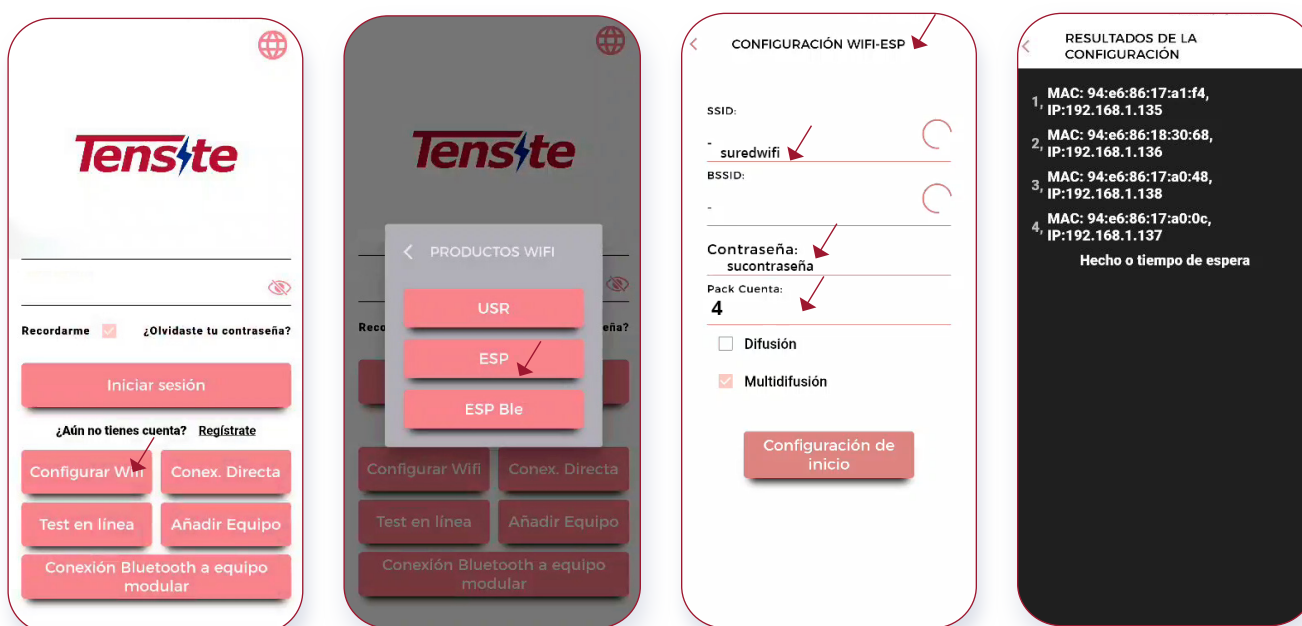 Tensite
Recordarme
¿Olvidaste tu contraseña?
Iniciar sesión
¿Aún no tienes cuenta? Regístrate
Configurar Wifi
Conex. Directa
Test en línea
Añadir Equipo
Conexión Bluetooth a equipo
modular
Tensite
PRODUCTOS WIFI
USR
ESP
ESP Ble
Reco
eña?
Configurar Wifi
Conex. Directa
Test en línea
Añadir Equipo
Conexión Bluetooth a equipo
modular
CONFIGURACIÓN WIFI-ESP
SSID:
-
suredwifi
BSSID:
-
Contraseña:
sucontraseña
Pack Cuenta:
4
Difusión
Multidifusión
Configuración de
inicio
RESULTADOS DE LA
CONFIGURACIÓN
1, MAC: 94:e6:86:17:a1:f4,
IP:192.168.1.135
2, MAC: 94:e6:86:18:30:68,
IP:192.168.1.136
3, MAC: 94:e6:86:17:a0:48,
IP:192.168.1.138
4, MAC: 94:e6:86:17:a0:0c,
IP:192.168.1.137
Hecho o tiempo de espera